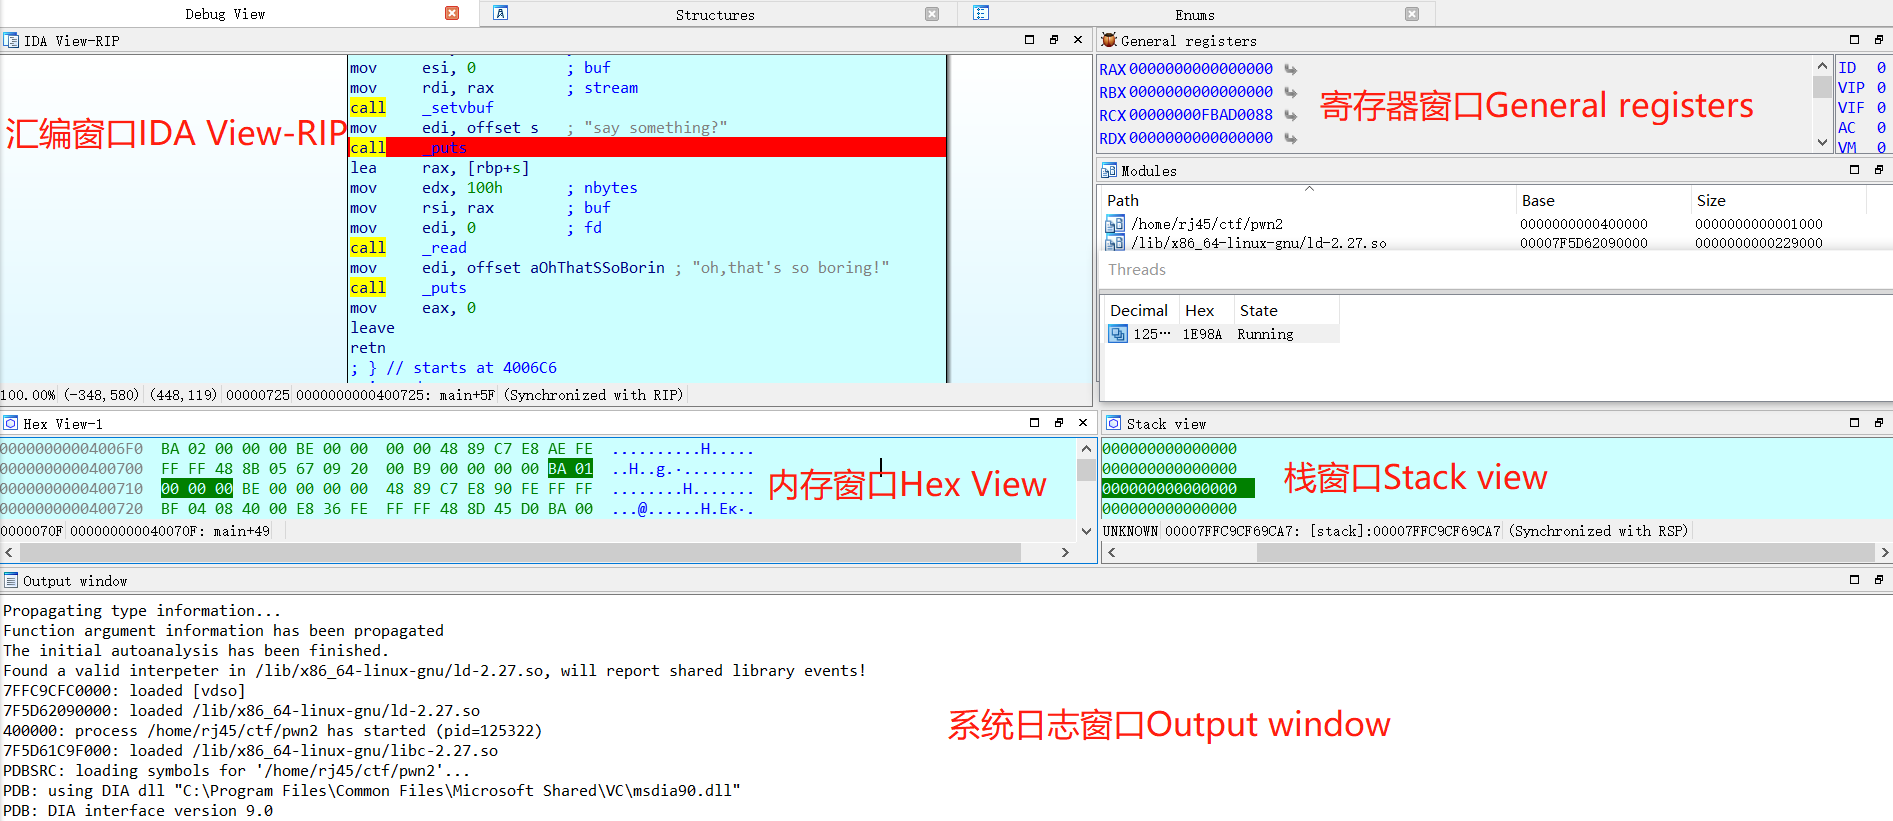 Debug View
Structures
Enums
IDA View-RIP
General registers
mov esi, 0 ; buf
mov rdi, rax ; stream
call _setvbuf
mov edi, offset s ; "say something?"
call _puts
lea rax, [rbp+s]
mov edx, 100h ; nbytes
mov rsi, rax ; buf
mov edi, 0 ; fd
call _read
mov edi, offset aOhThatSSoBorin ; "oh,that's so boring!"
call _puts
mov eax, 0
leave
retn
; } // starts at 4006C6
汇编窗口IDA View-RIP
100.00% (-348,580) (448,119) 00000725 0000000000400725: main+5F (Synchronized with RIP)
RAX 0000000000000000
RBX 0000000000000000
RCX 00000000FBAD0088
RDX 0000000000000000
寄存器窗口General registers
ID 0
VIP 0
VIF 0
AC 0
VM 0
Modules
Path Base Size
/home/rj45/ctf/pwn2 0000000000400000 0000000000001000
/lib/x86_64-linux-gnu/ld-2.27.so 00007F5D62090000 0000000000229000
Threads
Decimal Hex State
125… 1E98A Running
Hex View-1
00000000004006F0 BA 02 00 00 00 BE 00 00 00 00 48 89 C7 E8 AE FE ..........H.....
0000000000400700 FF FF 48 8B 05 67 09 20 00 B9 00 00 00 00 BA 01 ..H..g.·........
0000000000400710 00 00 00 BE 00 00 00 00 48 89 C7 E8 90 FE FF FF ........H.......
0000000000400720 BF 04 08 40 00 E8 36 FE FF FF 48 8D 45 D0 BA 00 ...@......H.Eк..
内存窗口Hex View
0000070F 000000000040070F: main+49
Stack view
0000000000000000
0000000000000000
0000000000000000
0000000000000000
栈窗口Stack view
UNKNOWN 00007FFC9CF69CA7: [stack]:00007FFC9CF69CA7 (Synchronized with RSP)
Output window
Propagating type information...
Function argument information has been propagated
The initial autoanalysis has been finished.
Found a valid interpeter in /lib/x86_64-linux-gnu/ld-2.27.so, will report shared library events!
7FFC9CFC0000: loaded [vdso]
7F5D62090000: loaded /lib/x86_64-linux-gnu/ld-2.27.so
400000: process /home/rj45/ctf/pwn2 has started (pid=125322)
7F5D61C9F000: loaded /lib/x86_64-linux-gnu/libc-2.27.so
PDBSRC: loading symbols for '/home/rj45/ctf/pwn2'...
PDB: using DIA dll "C:\Program Files\Common Files\Microsoft Shared\VC\msdia90.dll"
PDB: DIA interface version 9.0
系统日志窗口Output window